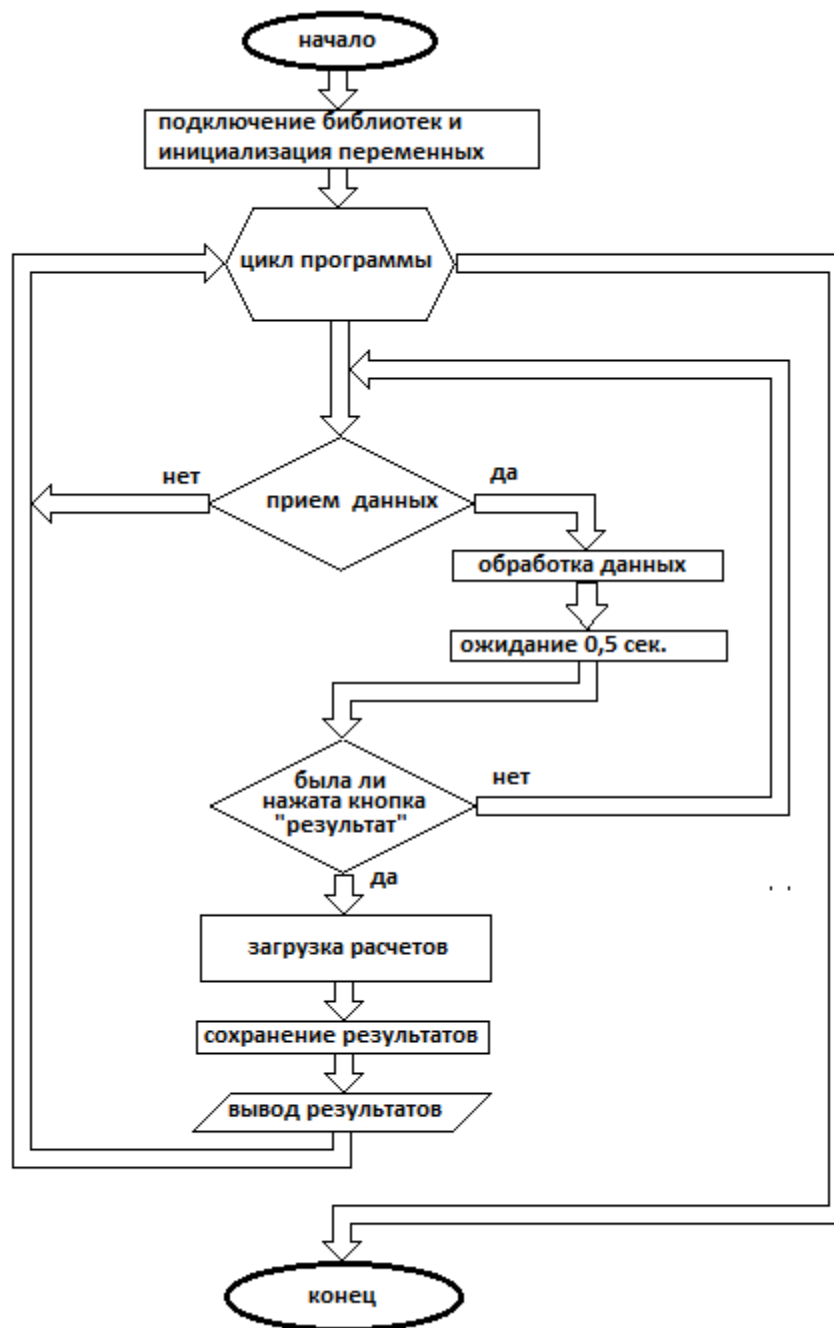 начало
подключение библиотек и
инициализация переменных
цикл программы
нет
да
прием данных
обработка данных
ожидание 0,5 сек.
была ли
нажата кнопка
"результат"
нет
да
загрузка расчетов
сохранение результатов
вывод результатов
конец